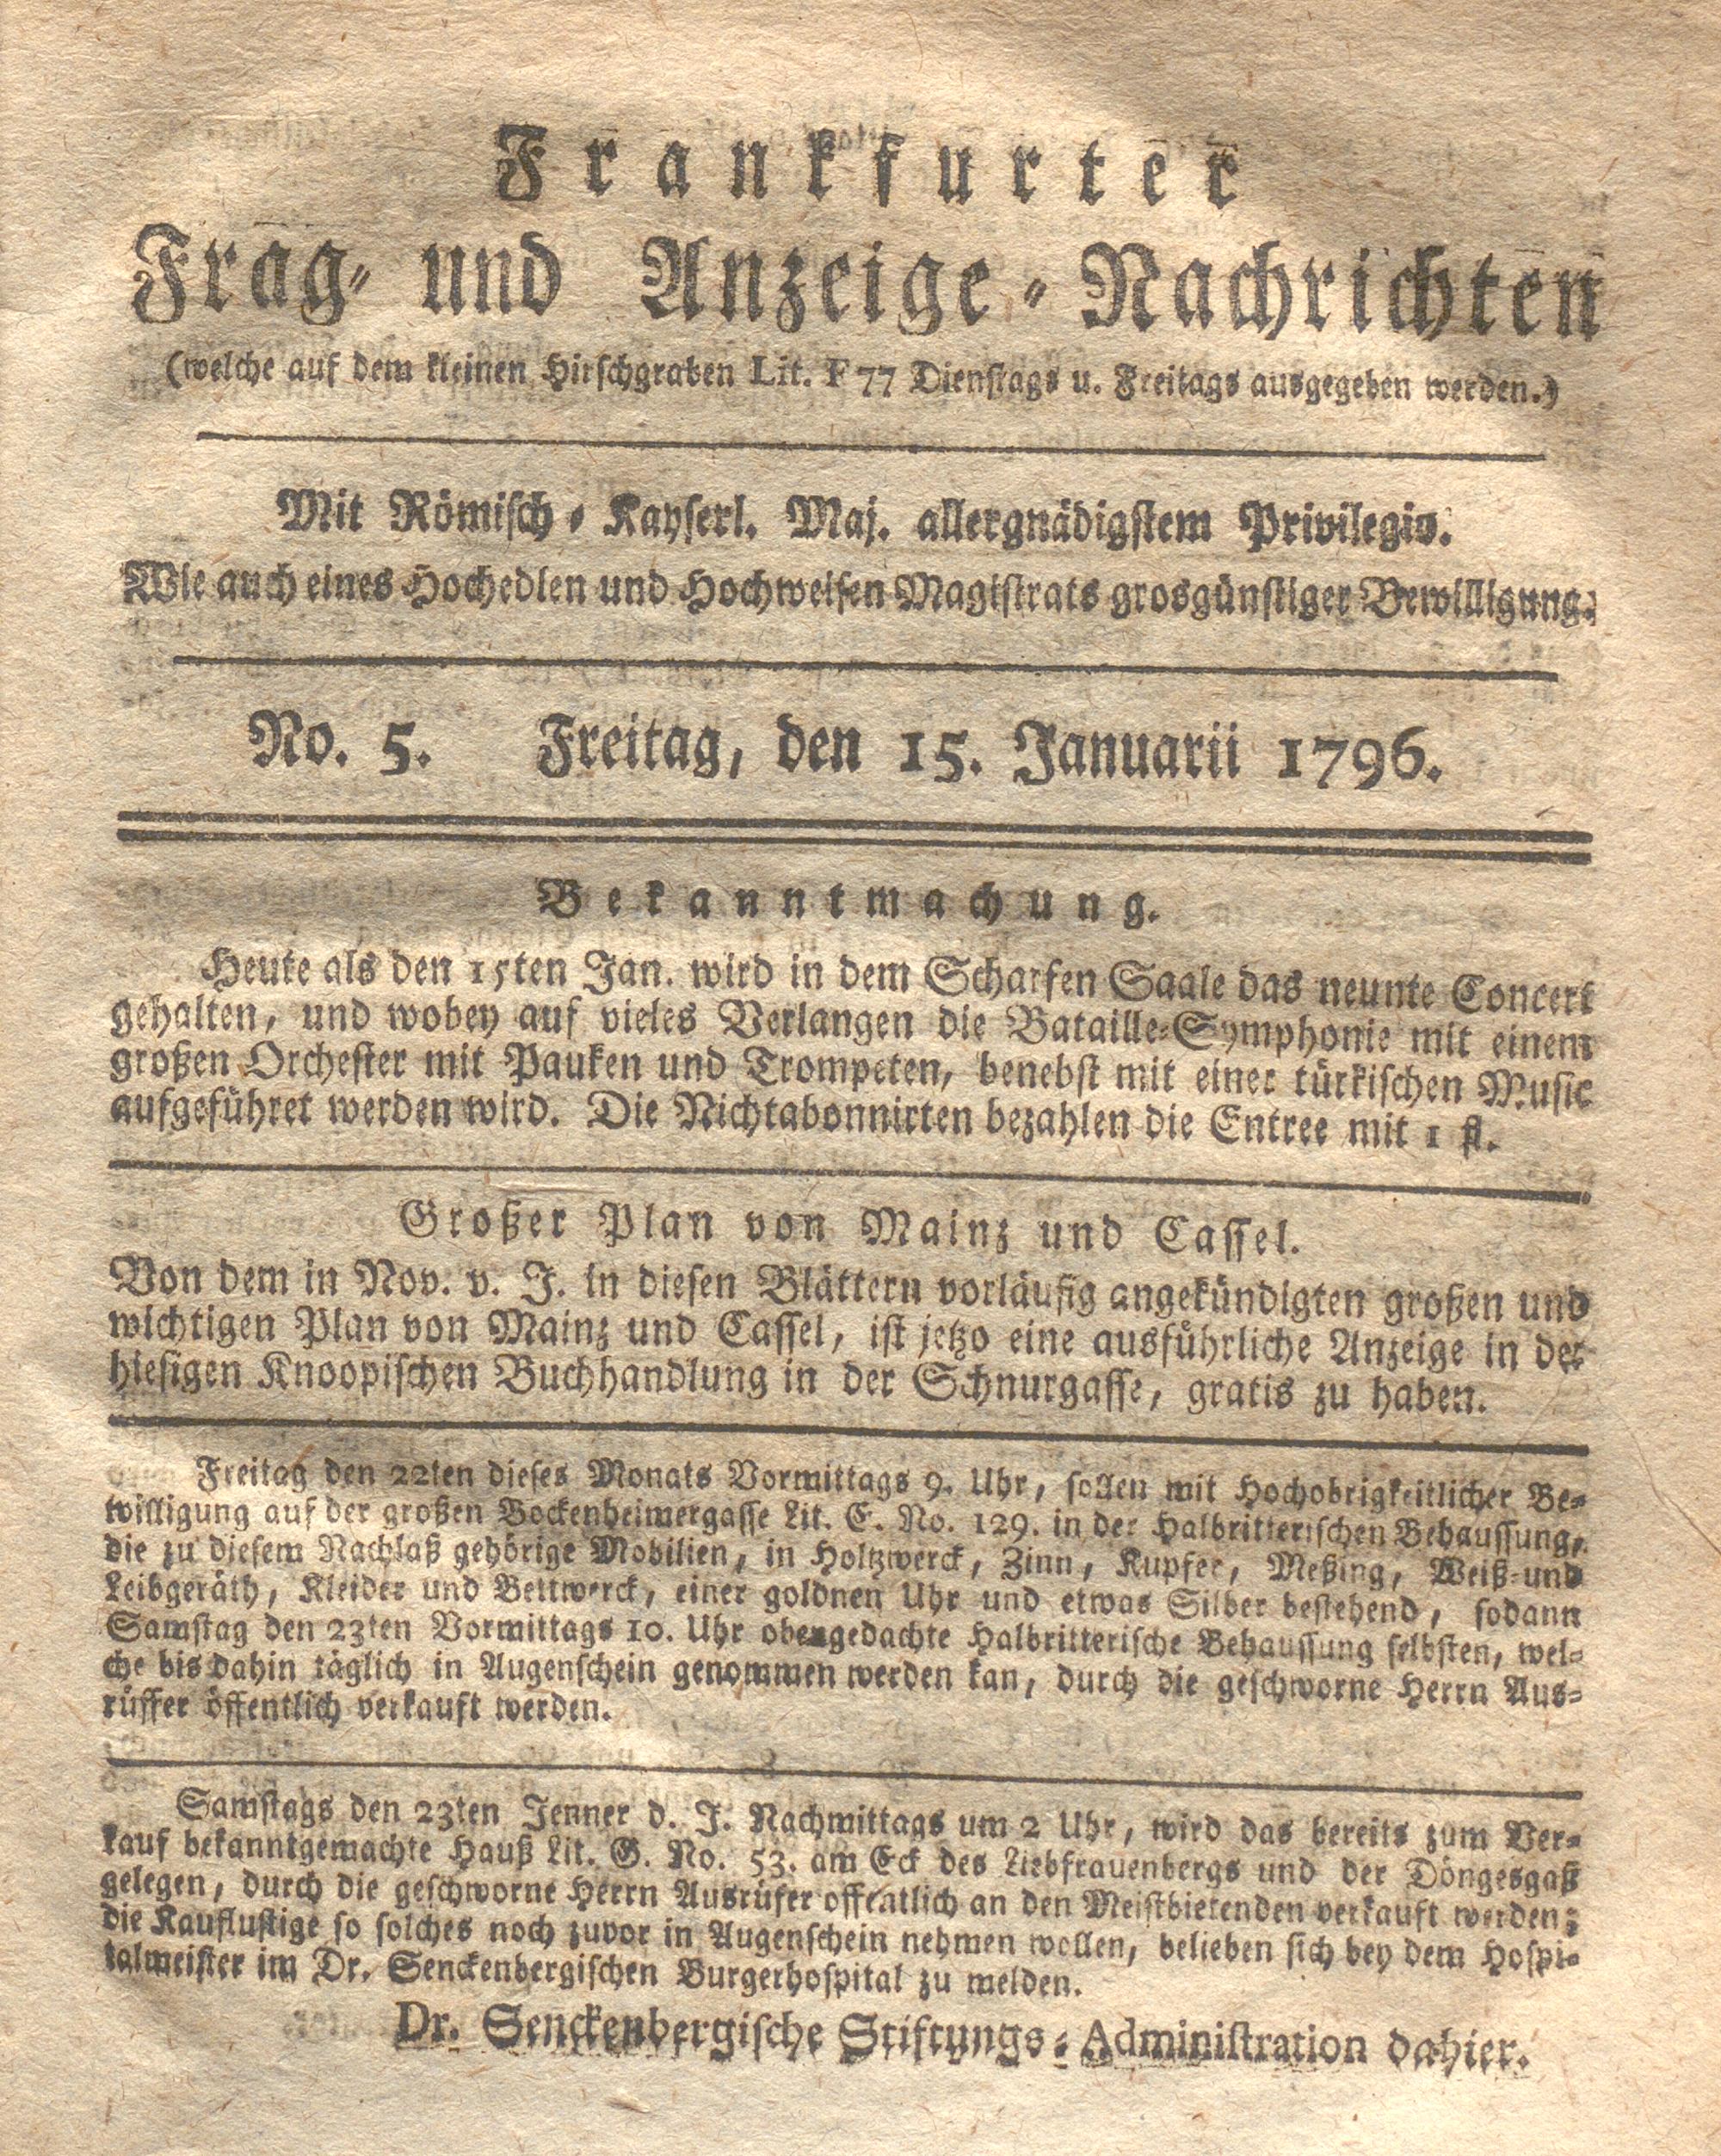 Frankfurter
Frag- und Anzeige-Nachrichten
(welche auf dem kleinen Hirschgraben Lit. F 77 Dienstags u. Freitags ausgegeben werden.)
Mit Römisch-Kayserl. Maj. allergnädigstem Privilegio.
Wie auch eines Hochedlen und Hochweisen Magistrats grosgünstiger Bewilligung.
No. 5. Freitag, den 15. Januarii 1796.
Bekanntmachung.
Heute als den 15ten Jan. wird in dem Scharfen Saale das neunte Concert
gehalten, und wobey auf vieles Verlangen die Bataille-Symphonie mit einem
großen Orchester mit Pauken und Trompeten, benebst mit einer türkischen Music
aufgeführet werden wird. Die Nichtabonnirten bezahlen die Entree mit 1 fl.
Großer Plan von Mainz und Cassel.
Von dem in Nov. v. J. in diesen Blättern vorläufig angekündigten großen und
wichtigen Plan von Mainz und Cassel, ist jetzo eine ausführliche Anzeige in der
hiesigen Knoopischen Buchhandlung in der Schnurgasse, gratis zu haben.
Freitag den 22ten dieses Monats Vormittags 9. Uhr, sollen mit Hochobrigkeitlicher Be-
willigung auf der großen Bockenheimergasse Lit. E. No. 129. in der Halbritterischen Behaussung,
die zu diesem Nachlaß gehörige Mobilien, in Holtzwerck, Zinn, Kupfer, Meßing, Weiß-und
Leibgeräth, Kleider und Bettwerck, einer goldnen Uhr und etwas Silber bestehend, sodann
Samstag den 23ten Vormittags 10. Uhr obengedachte Halbritterische Behaussung selbsten, wel-
che bis dahin täglich in Augenschein genommen werden kan, durch die geschworne Herrn Aus-
rüffer öffentlich verkauft werden.
Samstags den 23ten Jenner d. J. Nachmittags um 2 Uhr, wird das bereits zum Ver-
kauf bekanntgemachte Hauß Lit. G. No. 53. am Eck des Liebfrauenbergs und der Döngesgaß
gelegen, durch die geschworne Herrn Ausrüfer offentlich an den Meistbietenden verkauft werden;
die Kauflustige so solches noch zuvor in Augenschein nehmen wollen, belieben sich bey dem Hospi-
talmeister im Dr. Senckenbergischen Burgerhospital zu melden.
Dr. Senckenbergische Stiftungs-Administration dahier.